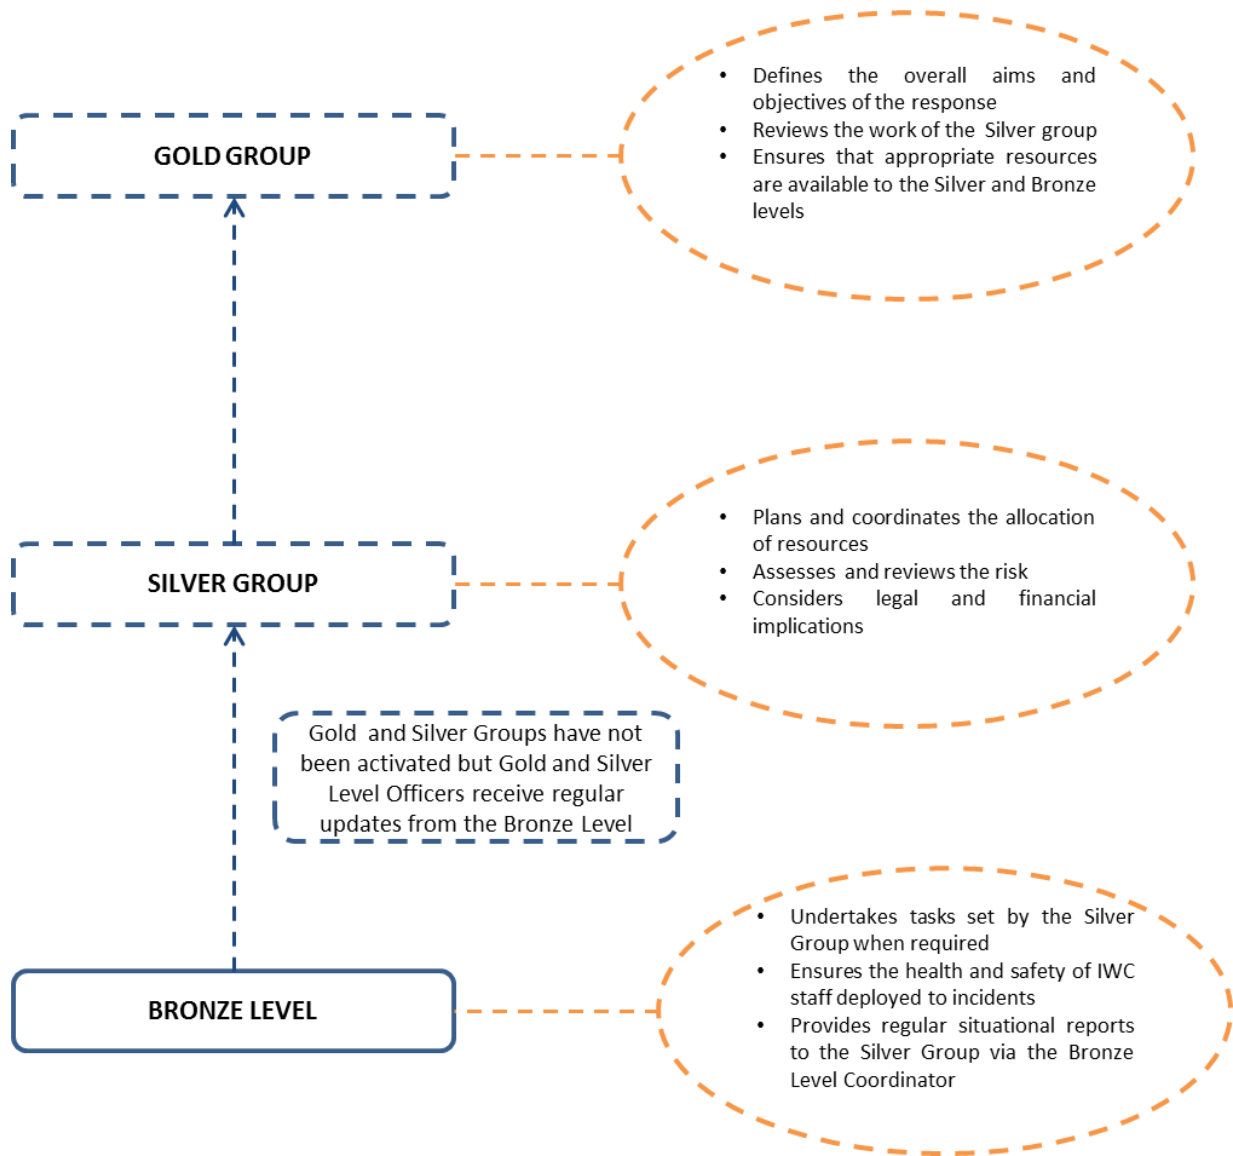 GOLD GROUP
• Defines the overall aims and
objectives of the response
• Reviews the work of the Silver group
• Ensures that appropriate resources
are available to the Silver and Bronze
levels
SILVER GROUP
• Plans and coordinates the allocation
of resources
• Assesses and reviews the risk
• Considers legal and financial
implications
Gold and Silver Groups have not
been activated but Gold and Silver
Level Officers receive regular
updates from the Bronze Level
BRONZE LEVEL
• Undertakes tasks set by the Silver
Group when required
• Ensures the health and safety of IWC
staff deployed to incidents
• Provides regular situational reports
to the Silver Group via the Bronze
Level Coordinator